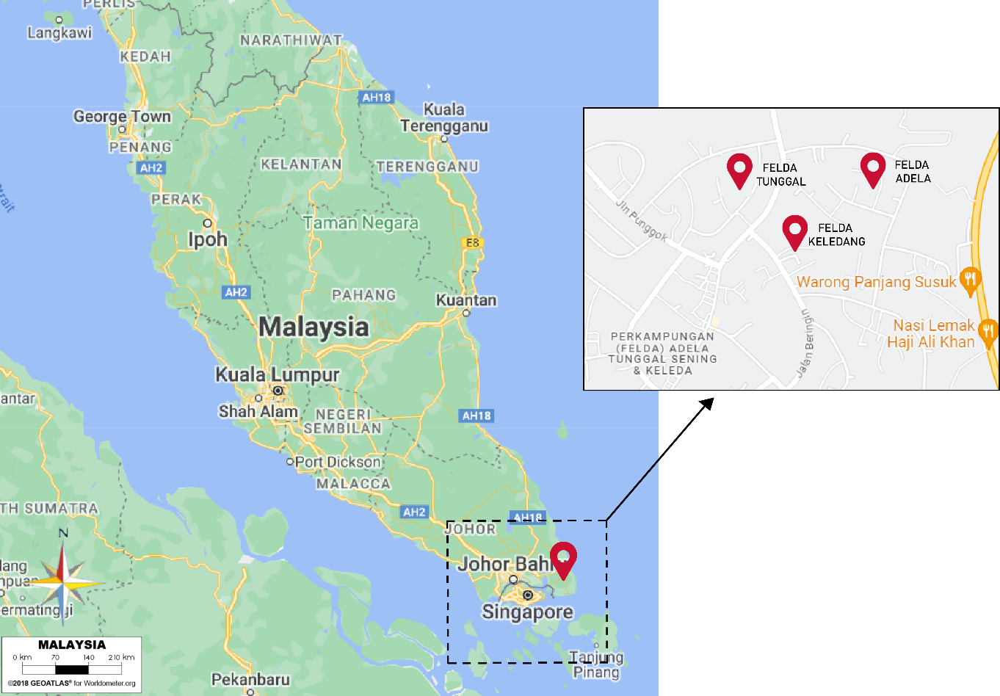 PERLIS
Langkawi
KEDAH
NARATHIWAT
AH18
George Town
PENANG
AH2
Kuala
Terengganu
KELANTAN
TERENGGANU
PERAK
Taman Negara
Ipoh
E8
AH2
PAHANG
Kuantan
Malaysia
Kuala Lumpur
Shah Alam
NEGERI
SEMBILAN
AH18
Port Dickson
MALACCA
AH2
AH18
JOHOR
Johor Bah
Singapore
Tanjung
Pinang
Pekanbaru
rait
antar
TH SUMATRA
N
lang
npuan
ermatinggi
MALAYSIA
0 km 70 140 210 km
©2018 GEOATLAS® for Worldometer.org
FELDA
TUNGGAL
FELDA
ADELA
FELDA
KELEDANG
Jln Punggok
Warong Panjang Susuk
Nasi Lemak
Haji Ali Khan
Jalan Beringin
PERKAMPUNGAN
(FELDA) ADELA
TUNGGAL SENING
& KELEDA